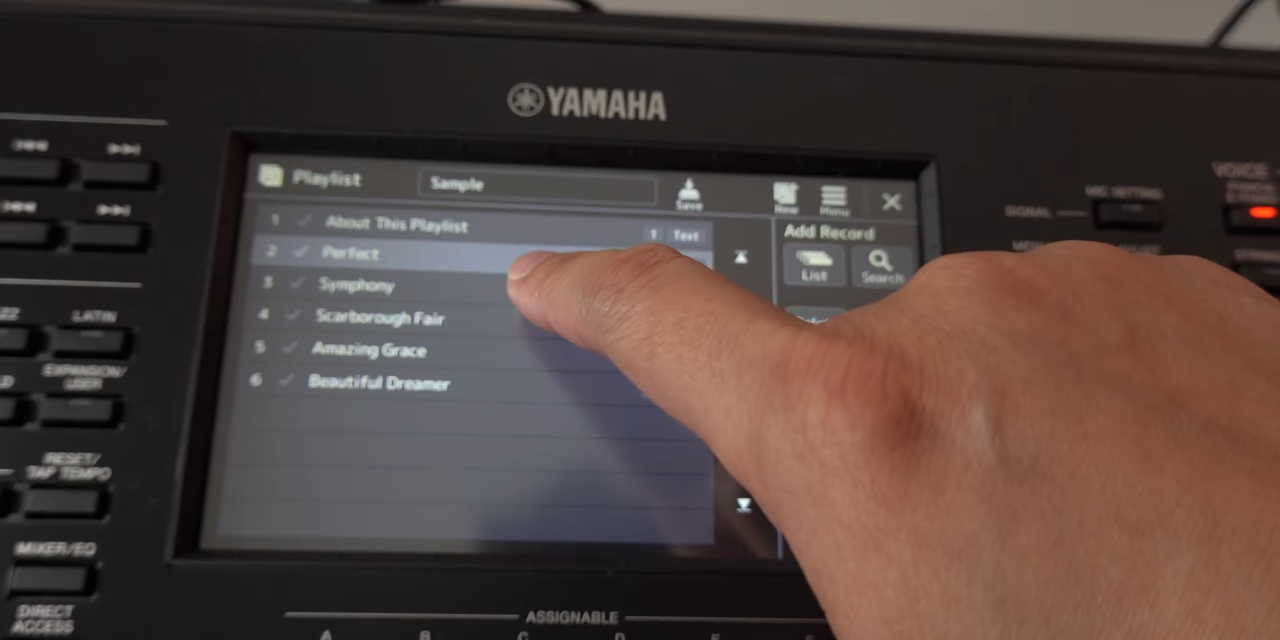 YAMAHA
Playlist
Sample
Save
New
Menu
1 About This Playlist 1 Text
2 Perfect
3 Symphony
4 Scarborough Fair
5 Amazing Grace
6 Beautiful Dreamer
Add Record
List
Search
LATIN
EXPANSION/
USER
RESET/
TAP TEMPO
MIXER/EQ
DIRECT
ACCESS
ASSIGNABLE
A B C D E
VOICE
MIC SETTING
SIGNAL